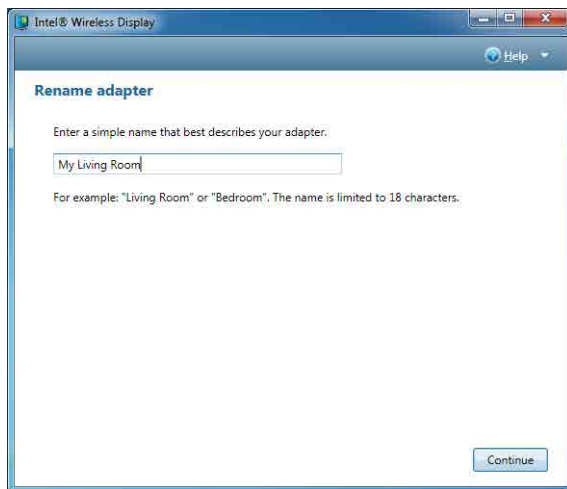 Intel® Wireless Display
Help
Rename adapter
Enter a simple name that best describes your adapter.
My Living Room
For example: "Living Room" or "Bedroom". The name is limited to 18 characters.
Continue